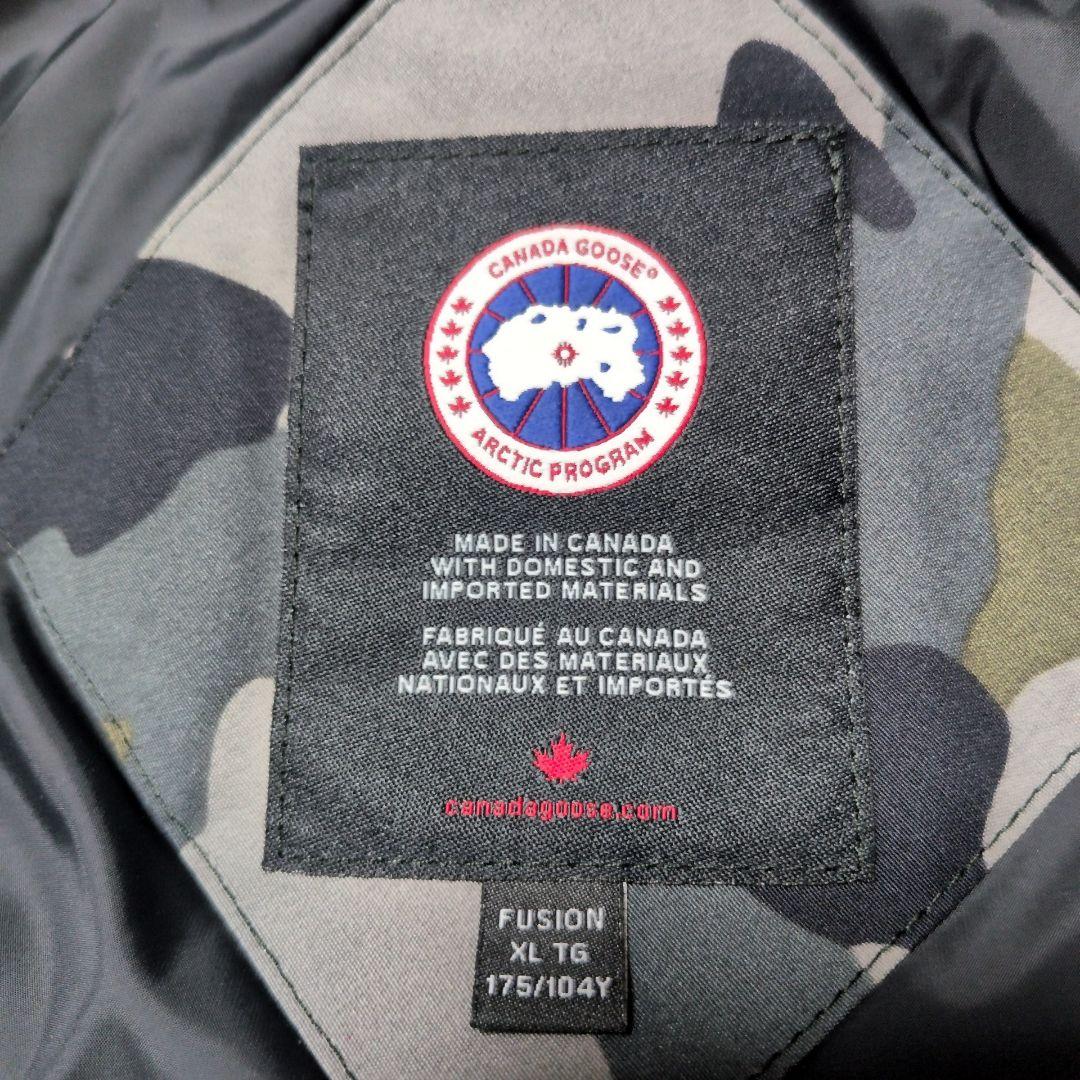 CANADA GOOSE®
ARCTIC PROGRAM
MADE IN CANADA
WITH DOMESTIC AND
IMPORTED MATERIALS
FABRIQUÉ AU CANADA
AVEC DES MATERIAUX
NATIONAUX ET IMPORTÉS
canadagoose.com
FUSION
XL TG
175/104Y